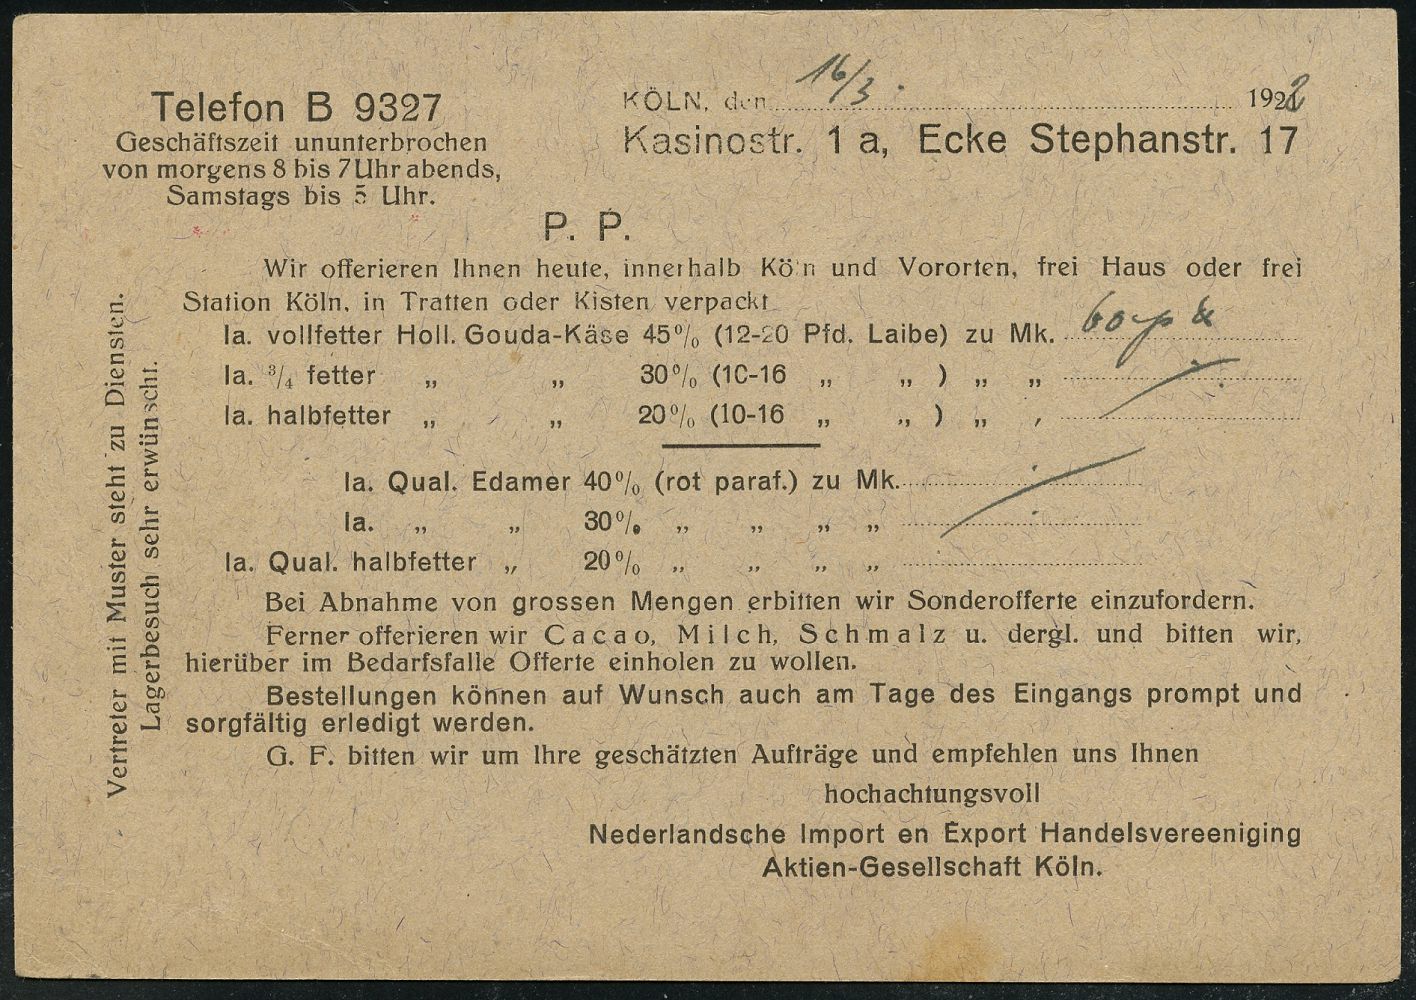 Telefon B 9327
Geschäftszeit ununterbrochen
von morgens 8 bis 7 Uhr abends,
Samstags bis 5 Uhr.
KÖLN, den 16/3. 1922
Kasinostr. 1 a, Ecke Stephanstr. 17
P. P.
Wir offerieren Ihnen heute, innerhalb Köln und Vororten, frei Haus oder frei
Station Köln, in Tratten oder Kisten verpackt
Ia. vollfetter Holl. Gouda-Käse 45% (12-20 Pfd. Laibe) zu Mk.
Ia. ¾ fetter „ „ 30% (10-16 „ „ ) „ „
Ia. halbfetter „ „ 20% (10-16 „ „ ) „ „
Ia. Qual. Edamer 40% (rot paraf.) zu Mk.
Ia. „ „ 30% „ „ „ „
Ia. Qual. halbfetter „ 20% „ „ „ „
Bei Abnahme von grossen Mengen erbitten wir Sonderofferte einzufordern.
Ferner offerieren wir Cacao, Milch, Schmalz u. dergl. und bitten wir,
hierüber im Bedarfsfalle Offerte einholen zu wollen.
Bestellungen können auf Wunsch auch am Tage des Eingangs prompt und
sorgfältig erledigt werden.
G. F. bitten wir um Ihre geschätzten Aufträge und empfehlen uns Ihnen
hochachtungsvoll
Nederlandsche Import en Export Handelsvereeniging
Aktien-Gesellschaft Köln.
Vertreter mit Muster steht zu Diensten.
Lagerbesuch sehr erwünscht.